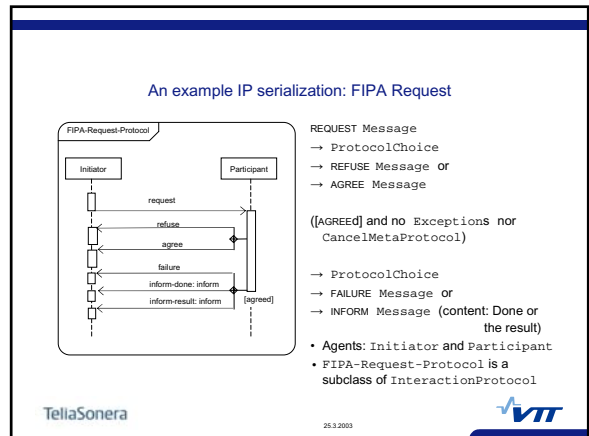 An example IP serialization: FIPA Request
FIPA-Request-Protocol
Initiator
Participant
request
refuse
agree
failure
inform-done: inform
inform-result: inform
[agreed]
REQUEST Message
→ ProtocolChoice
→ REFUSE Message or
→ AGREE Message
([AGREEd] and no Exceptions nor
CancelMetaProtocol)
→ ProtocolChoice
→ FAILURE Message or
→ INFORM Message (content: Done or
the result)
• Agents: Initiator and Participant
• FIPA-Request-Protocol is a
subclass of InteractionProtocol
TeliaSonera
25.3.2003
VTT